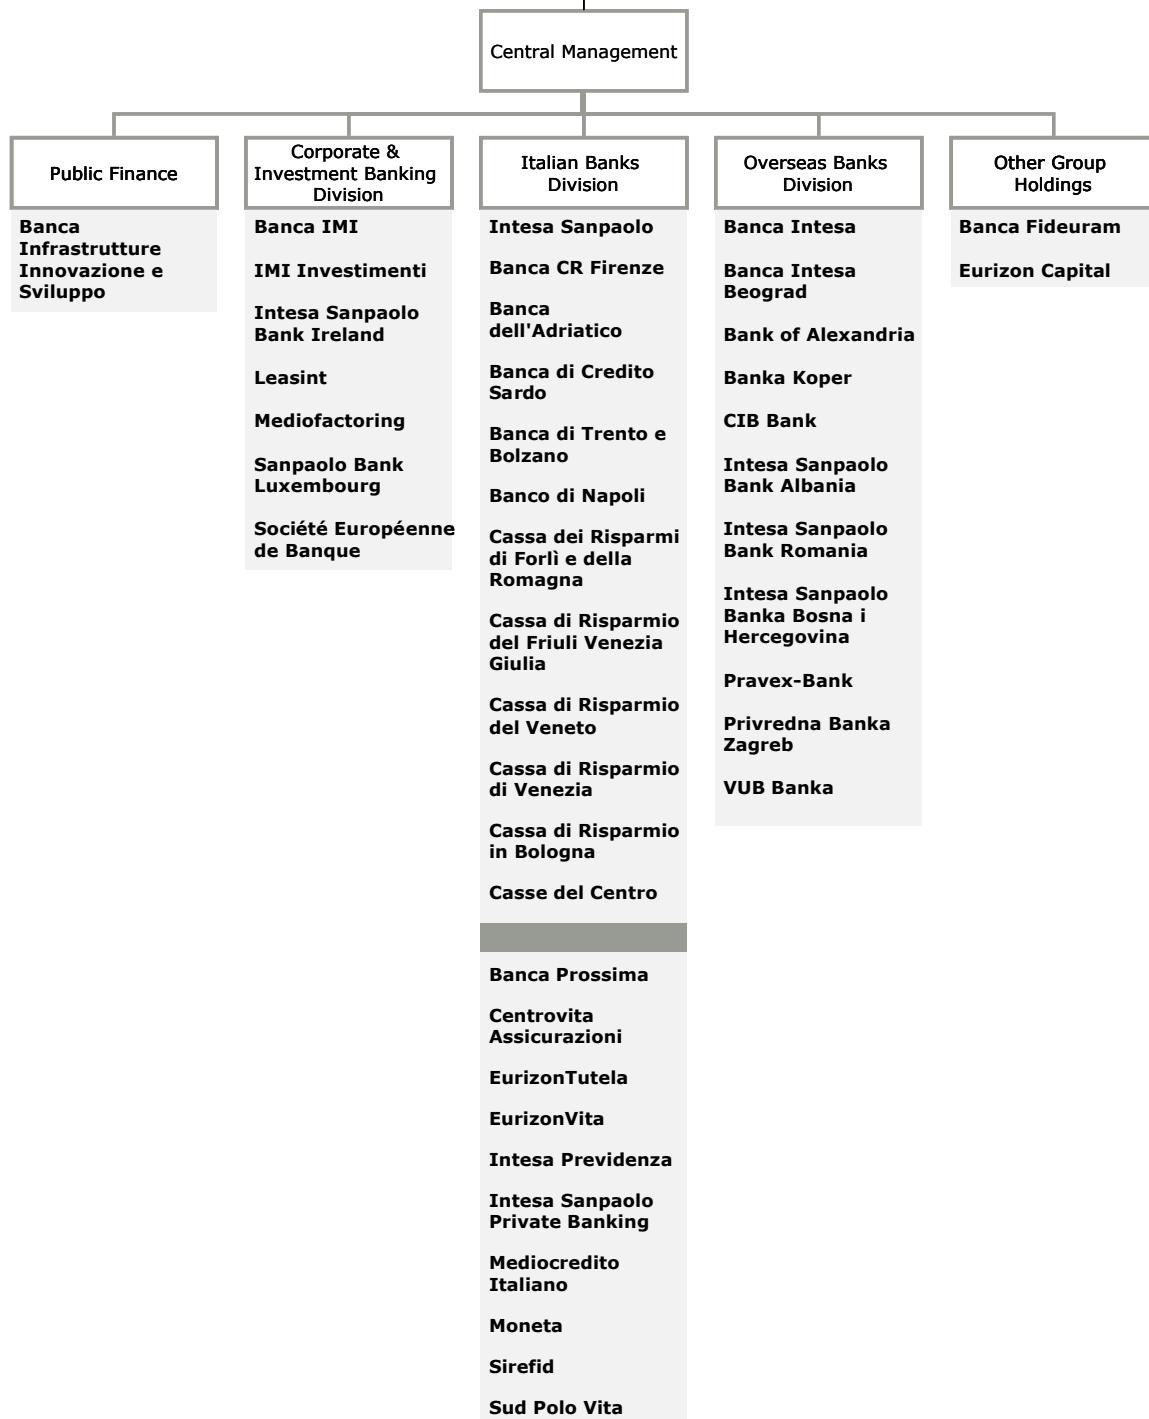 Central Management
Public Finance
Banca
Infrastrutture
Innovazione e
Sviluppo
Corporate &
Investment Banking
Division
Banca IMI
IMI Investimenti
Intesa Sanpaolo
Bank Ireland
Leasint
Mediofactoring
Sanpaolo Bank
Luxembourg
Société Européenne
de Banque
Italian Banks
Division
Intesa Sanpaolo
Banca CR Firenze
Banca
dell'Adriatico
Banca di Credito
Sardo
Banca di Trento e
Bolzano
Banco di Napoli
Cassa dei Risparmi
di Forlì e della
Romagna
Cassa di Risparmio
del Friuli Venezia
Giulia
Cassa di Risparmio
del Veneto
Cassa di Risparmio
di Venezia
Cassa di Risparmio
in Bologna
Casse del Centro
Banca Prossima
Centrovita
Assicurazioni
EurizonTutela
EurizonVita
Intesa Previdenza
Intesa Sanpaolo
Private Banking
Mediocredito
Italiano
Moneta
Sirefid
Sud Polo Vita
Overseas Banks
Division
Banca Intesa
Banca Intesa
Beograd
Bank of Alexandria
Banka Koper
CIB Bank
Intesa Sanpaolo
Bank Albania
Intesa Sanpaolo
Bank Romania
Intesa Sanpaolo
Banka Bosna i
Hercegovina
Pravex-Bank
Privredna Banka
Zagreb
VUB Banka
Other Group
Holdings
Banca Fideuram
Eurizon Capital